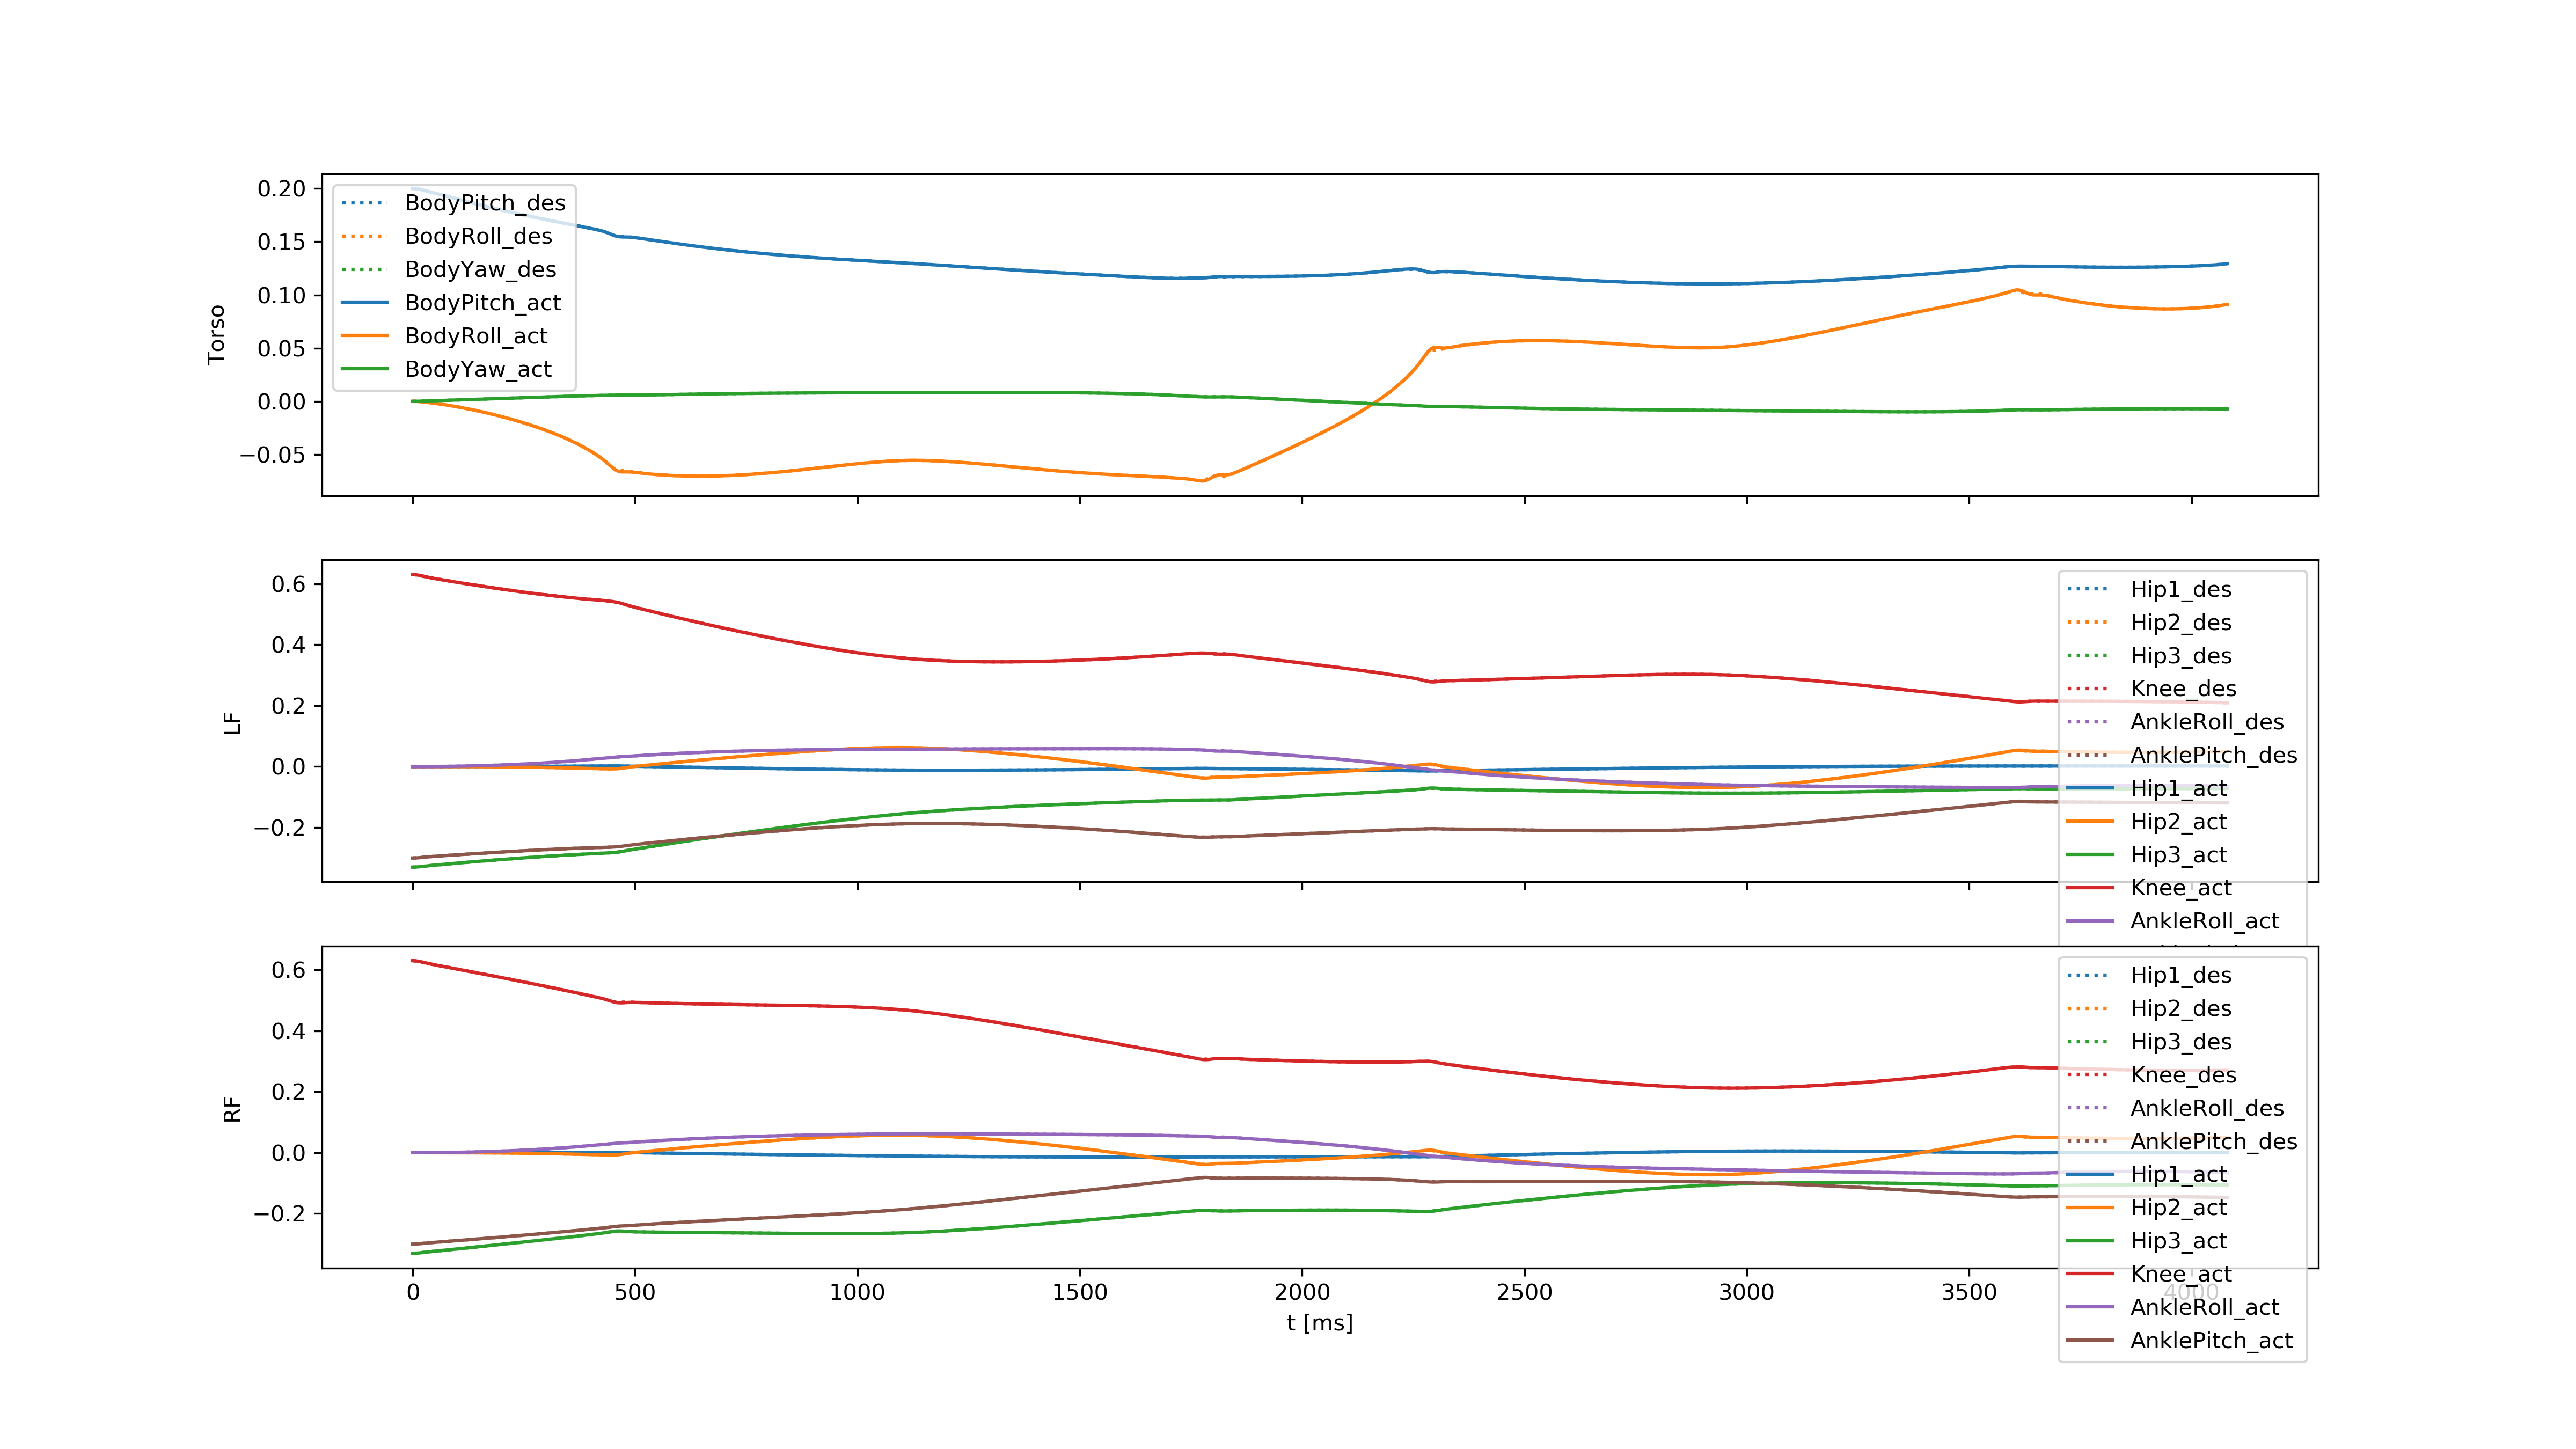 0.20
0.15
0.10
0.05
0.00
−0.05
Torso
BodyPitch_des
BodyRoll_des
BodyYaw_des
BodyPitch_act
BodyRoll_act
BodyYaw_act
0.6
0.4
0.2
0.0
−0.2
LF
Hip1_des
Hip2_des
Hip3_des
Knee_des
AnkleRoll_des
AnklePitch_des
Hip1_act
Hip2_act
Hip3_act
Knee_act
AnkleRoll_act
0.6
0.4
0.2
0.0
−0.2
RF
Hip1_des
Hip2_des
Hip3_des
Knee_des
AnkleRoll_des
AnklePitch_des
Hip1_act
Hip2_act
Hip3_act
Knee_act
AnkleRoll_act
AnklePitch_act
0 500 1000 1500 2000 2500 3000 3500 4000
t [ms]